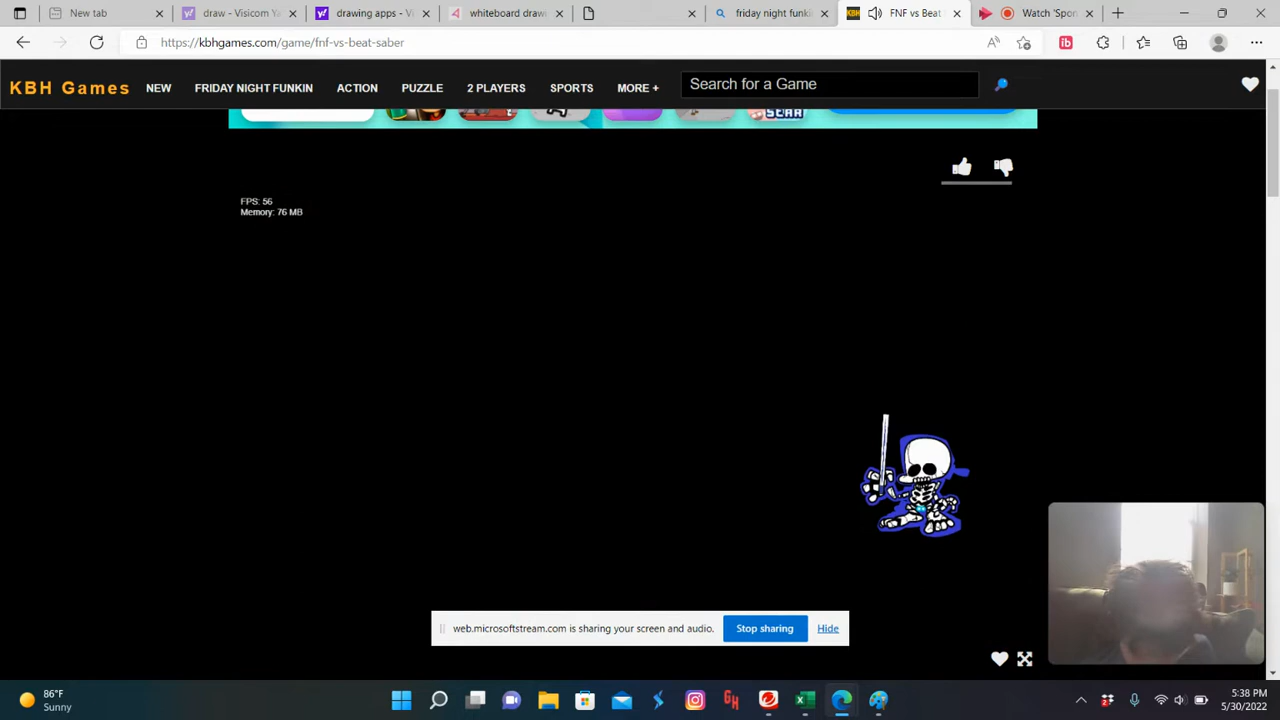 New tab
draw - Visicom Ya
drawing apps - Vi
whiteboard draw
friday night funki
FNF vs Beat
Watch 'Spor
https://kbhgames.com/game/fnf-vs-beat-saber
KBH Games
NEW
FRIDAY NIGHT FUNKIN
ACTION
PUZZLE
2 PLAYERS
SPORTS
MORE +
Search for a Game
FPS: 56
Memory: 76 MB
web.microsoftstream.com is sharing your screen and audio.
Stop sharing
Hide
86°F
Sunny
5:38 PM
5/30/2022